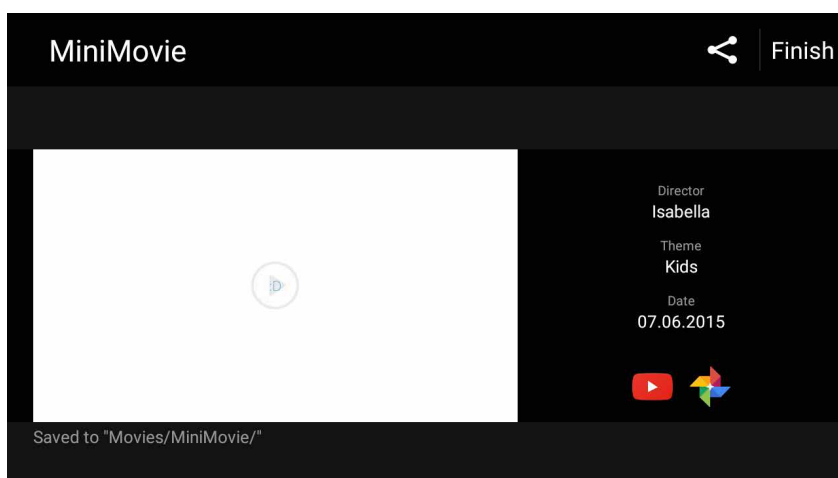 MiniMovie
Finish
Director
Isabella
Theme
Kids
Date
07.06.2015
Saved to "Movies/MiniMovie/"